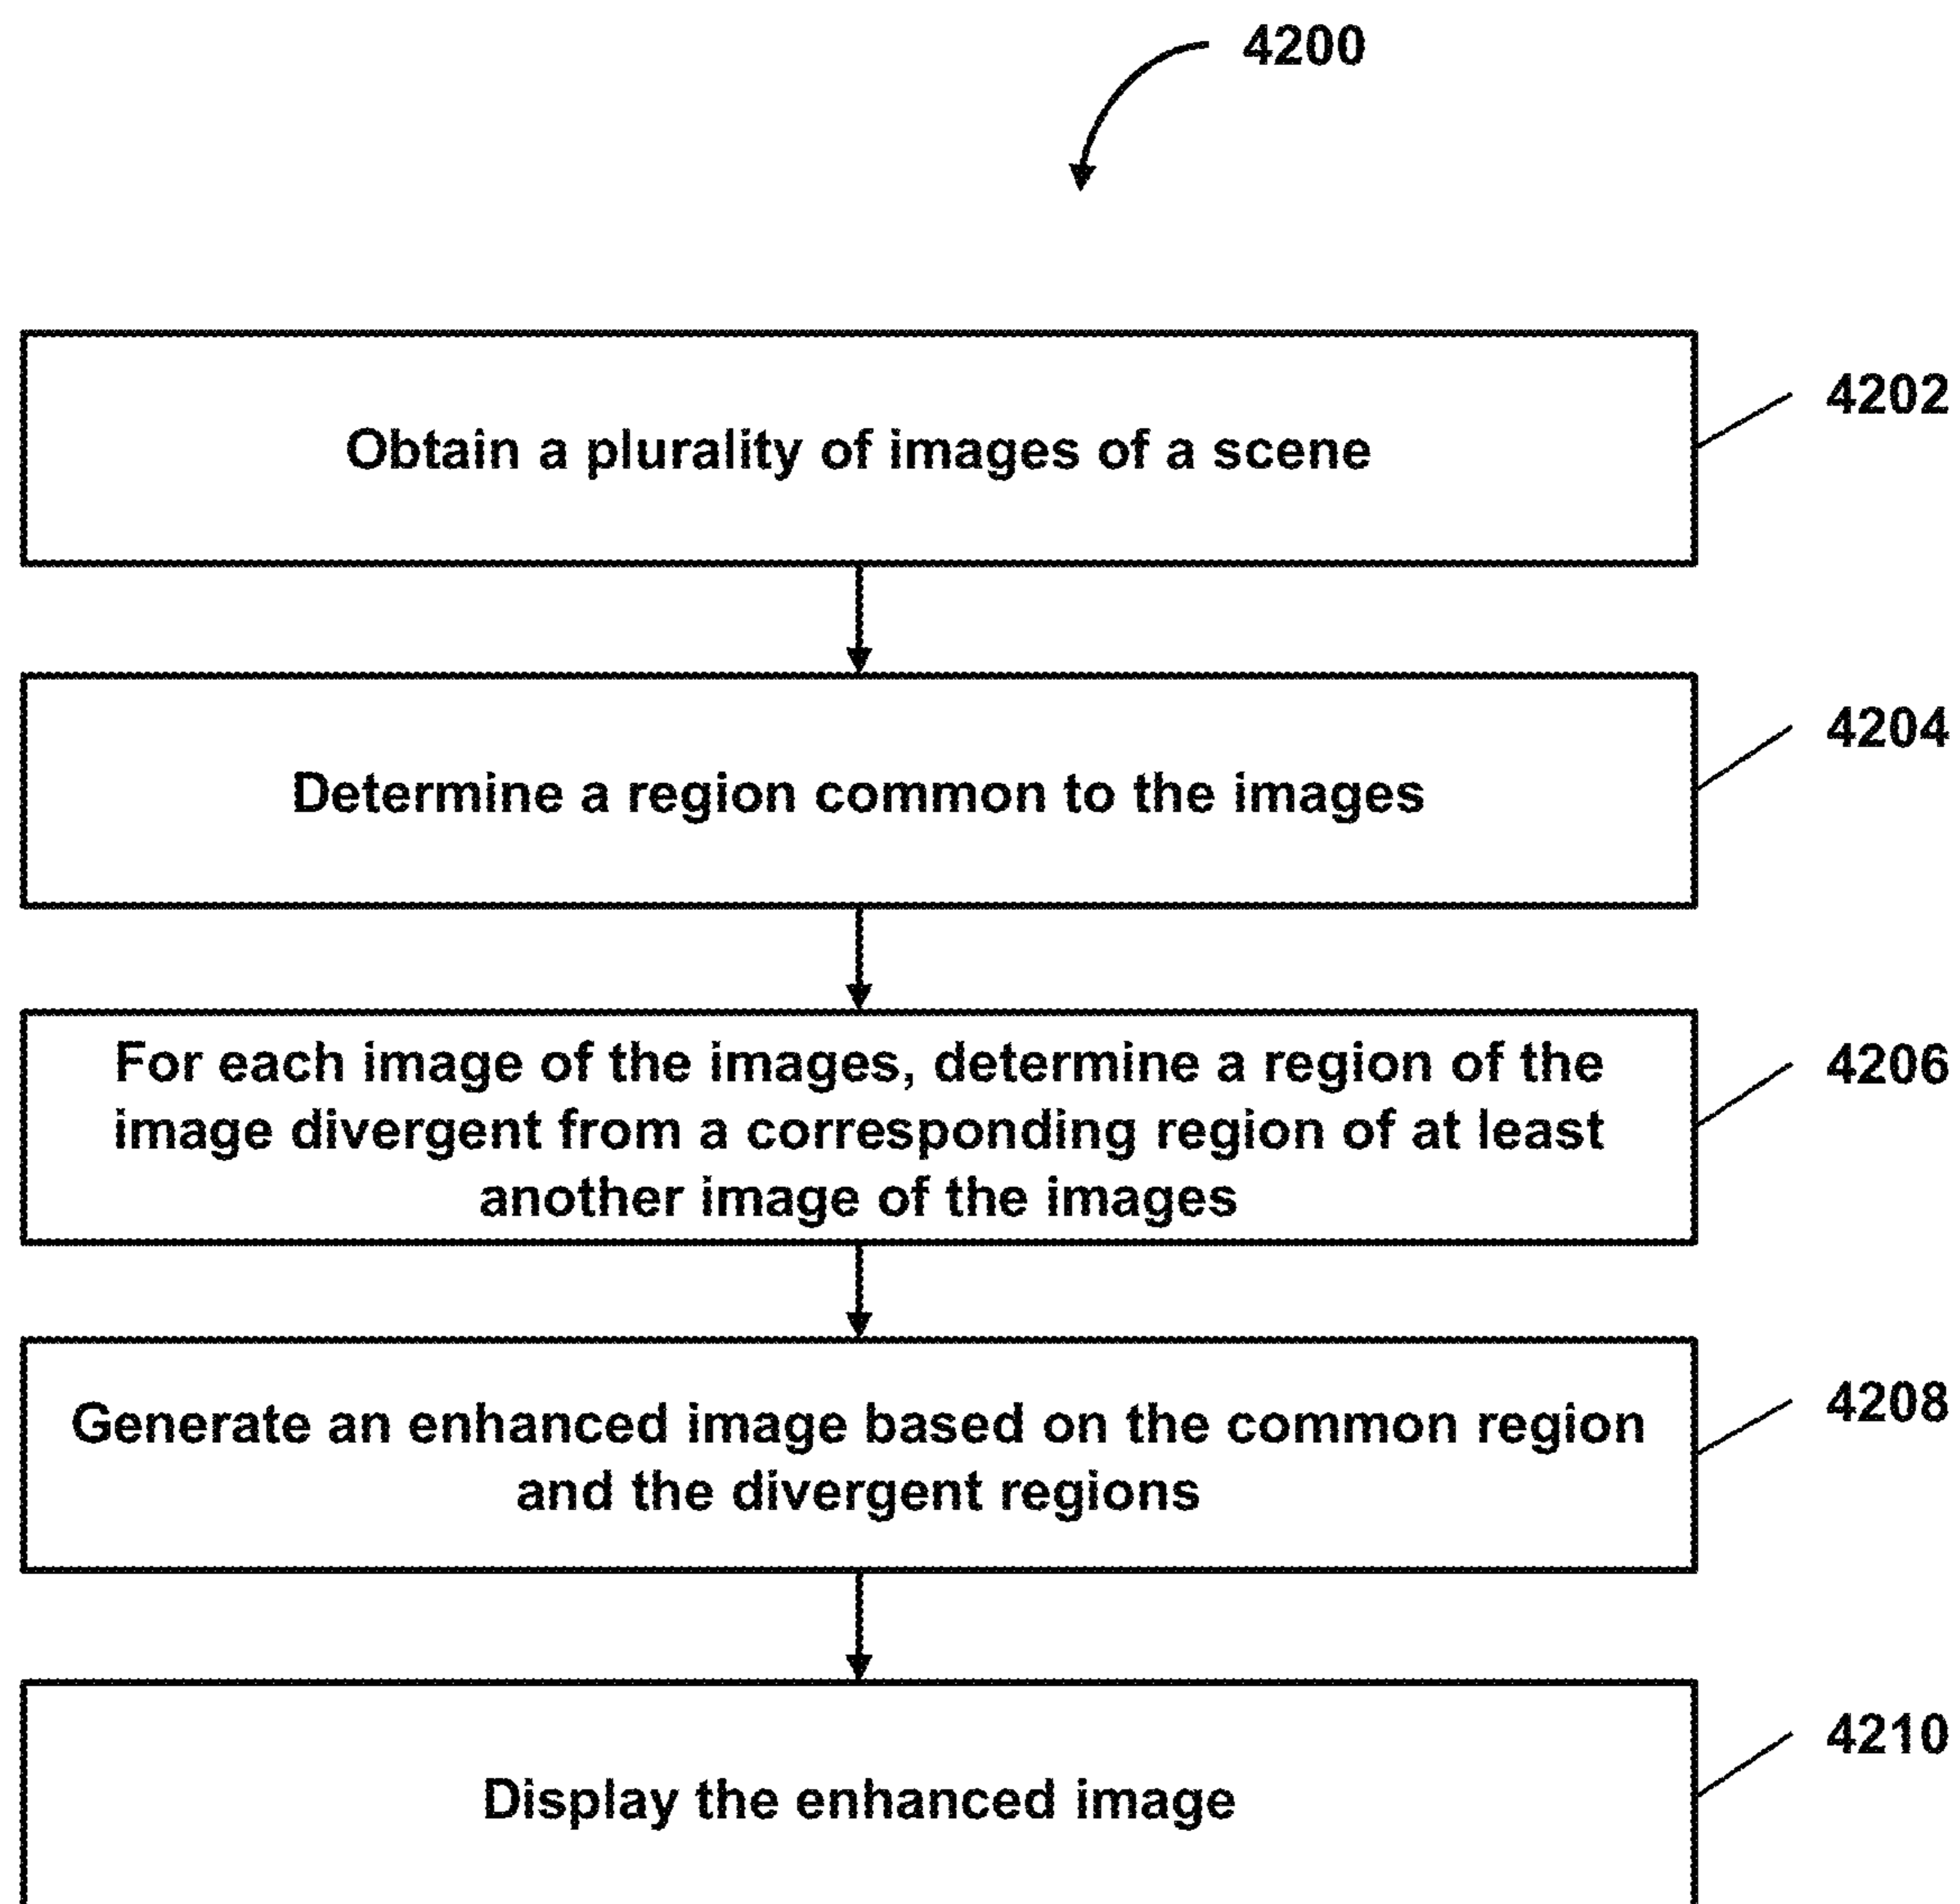 4200
4202
Obtain a plurality of images of a scene
4204
Determine a region common to the images
4206
For each image of the images, determine a region of the
image divergent from a corresponding region of at least
another image of the images
4208
Generate an enhanced image based on the common region
and the divergent regions
4210
Display the enhanced image